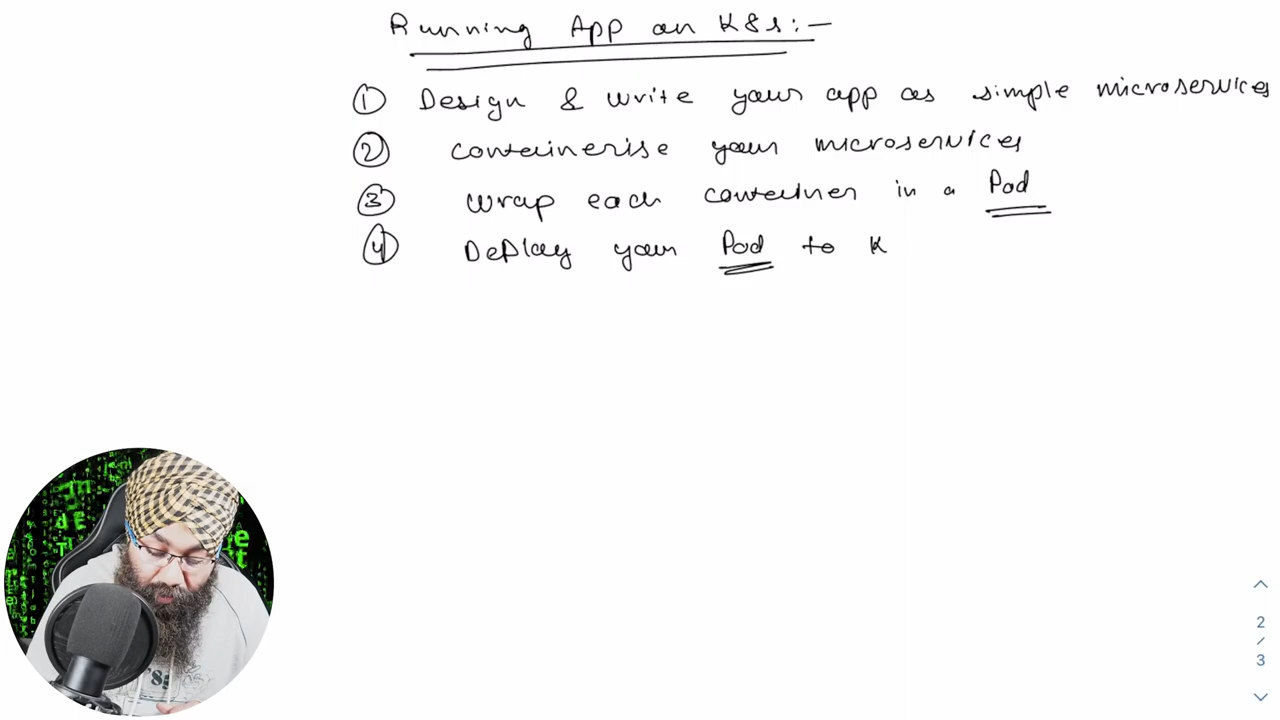 Running App on K8s:-
① Design & write your app as simple microservices
② Containerise your microservices
③ Wrap each container in a Pod
④ Deploy your Pod to K
2
/
3